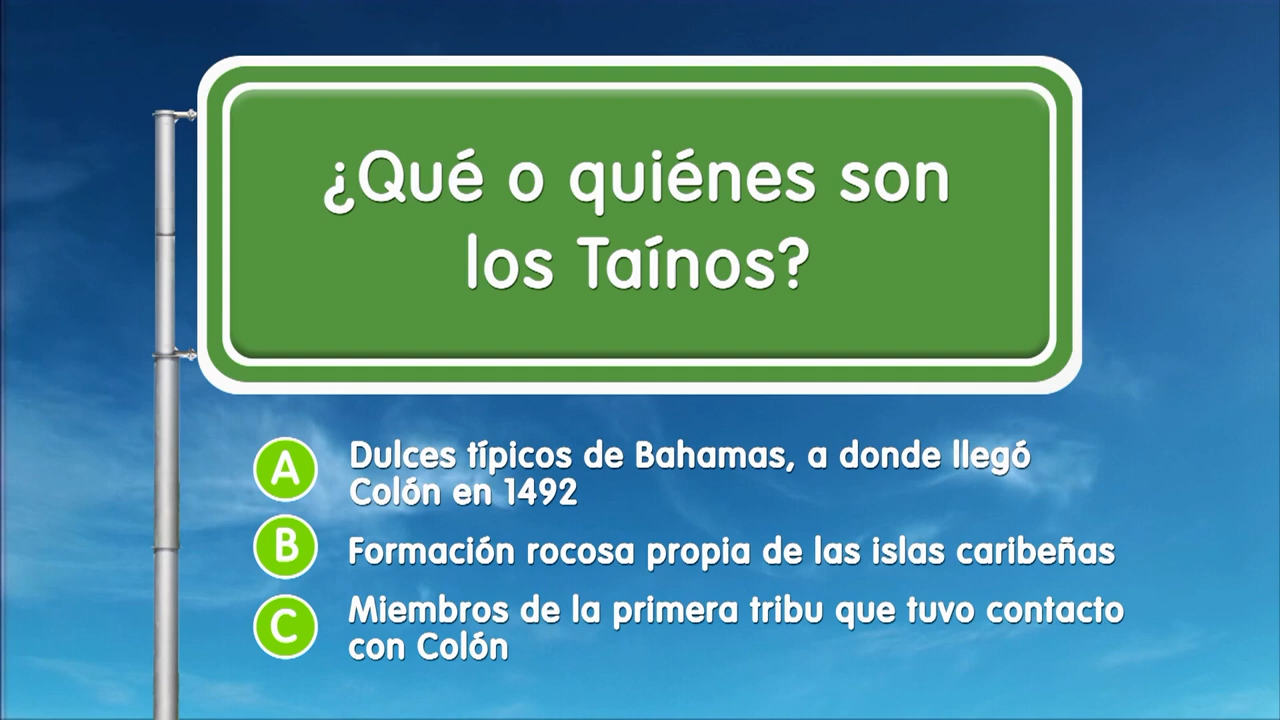 ¿Qué o quiénes son
los Taínos?
A
Dulces típicos de Bahamas, a donde llegó
Colón en 1492
B
Formación rocosa propia de las islas caribeñas
C
Miembros de la primera tribu que tuvo contacto
con Colón